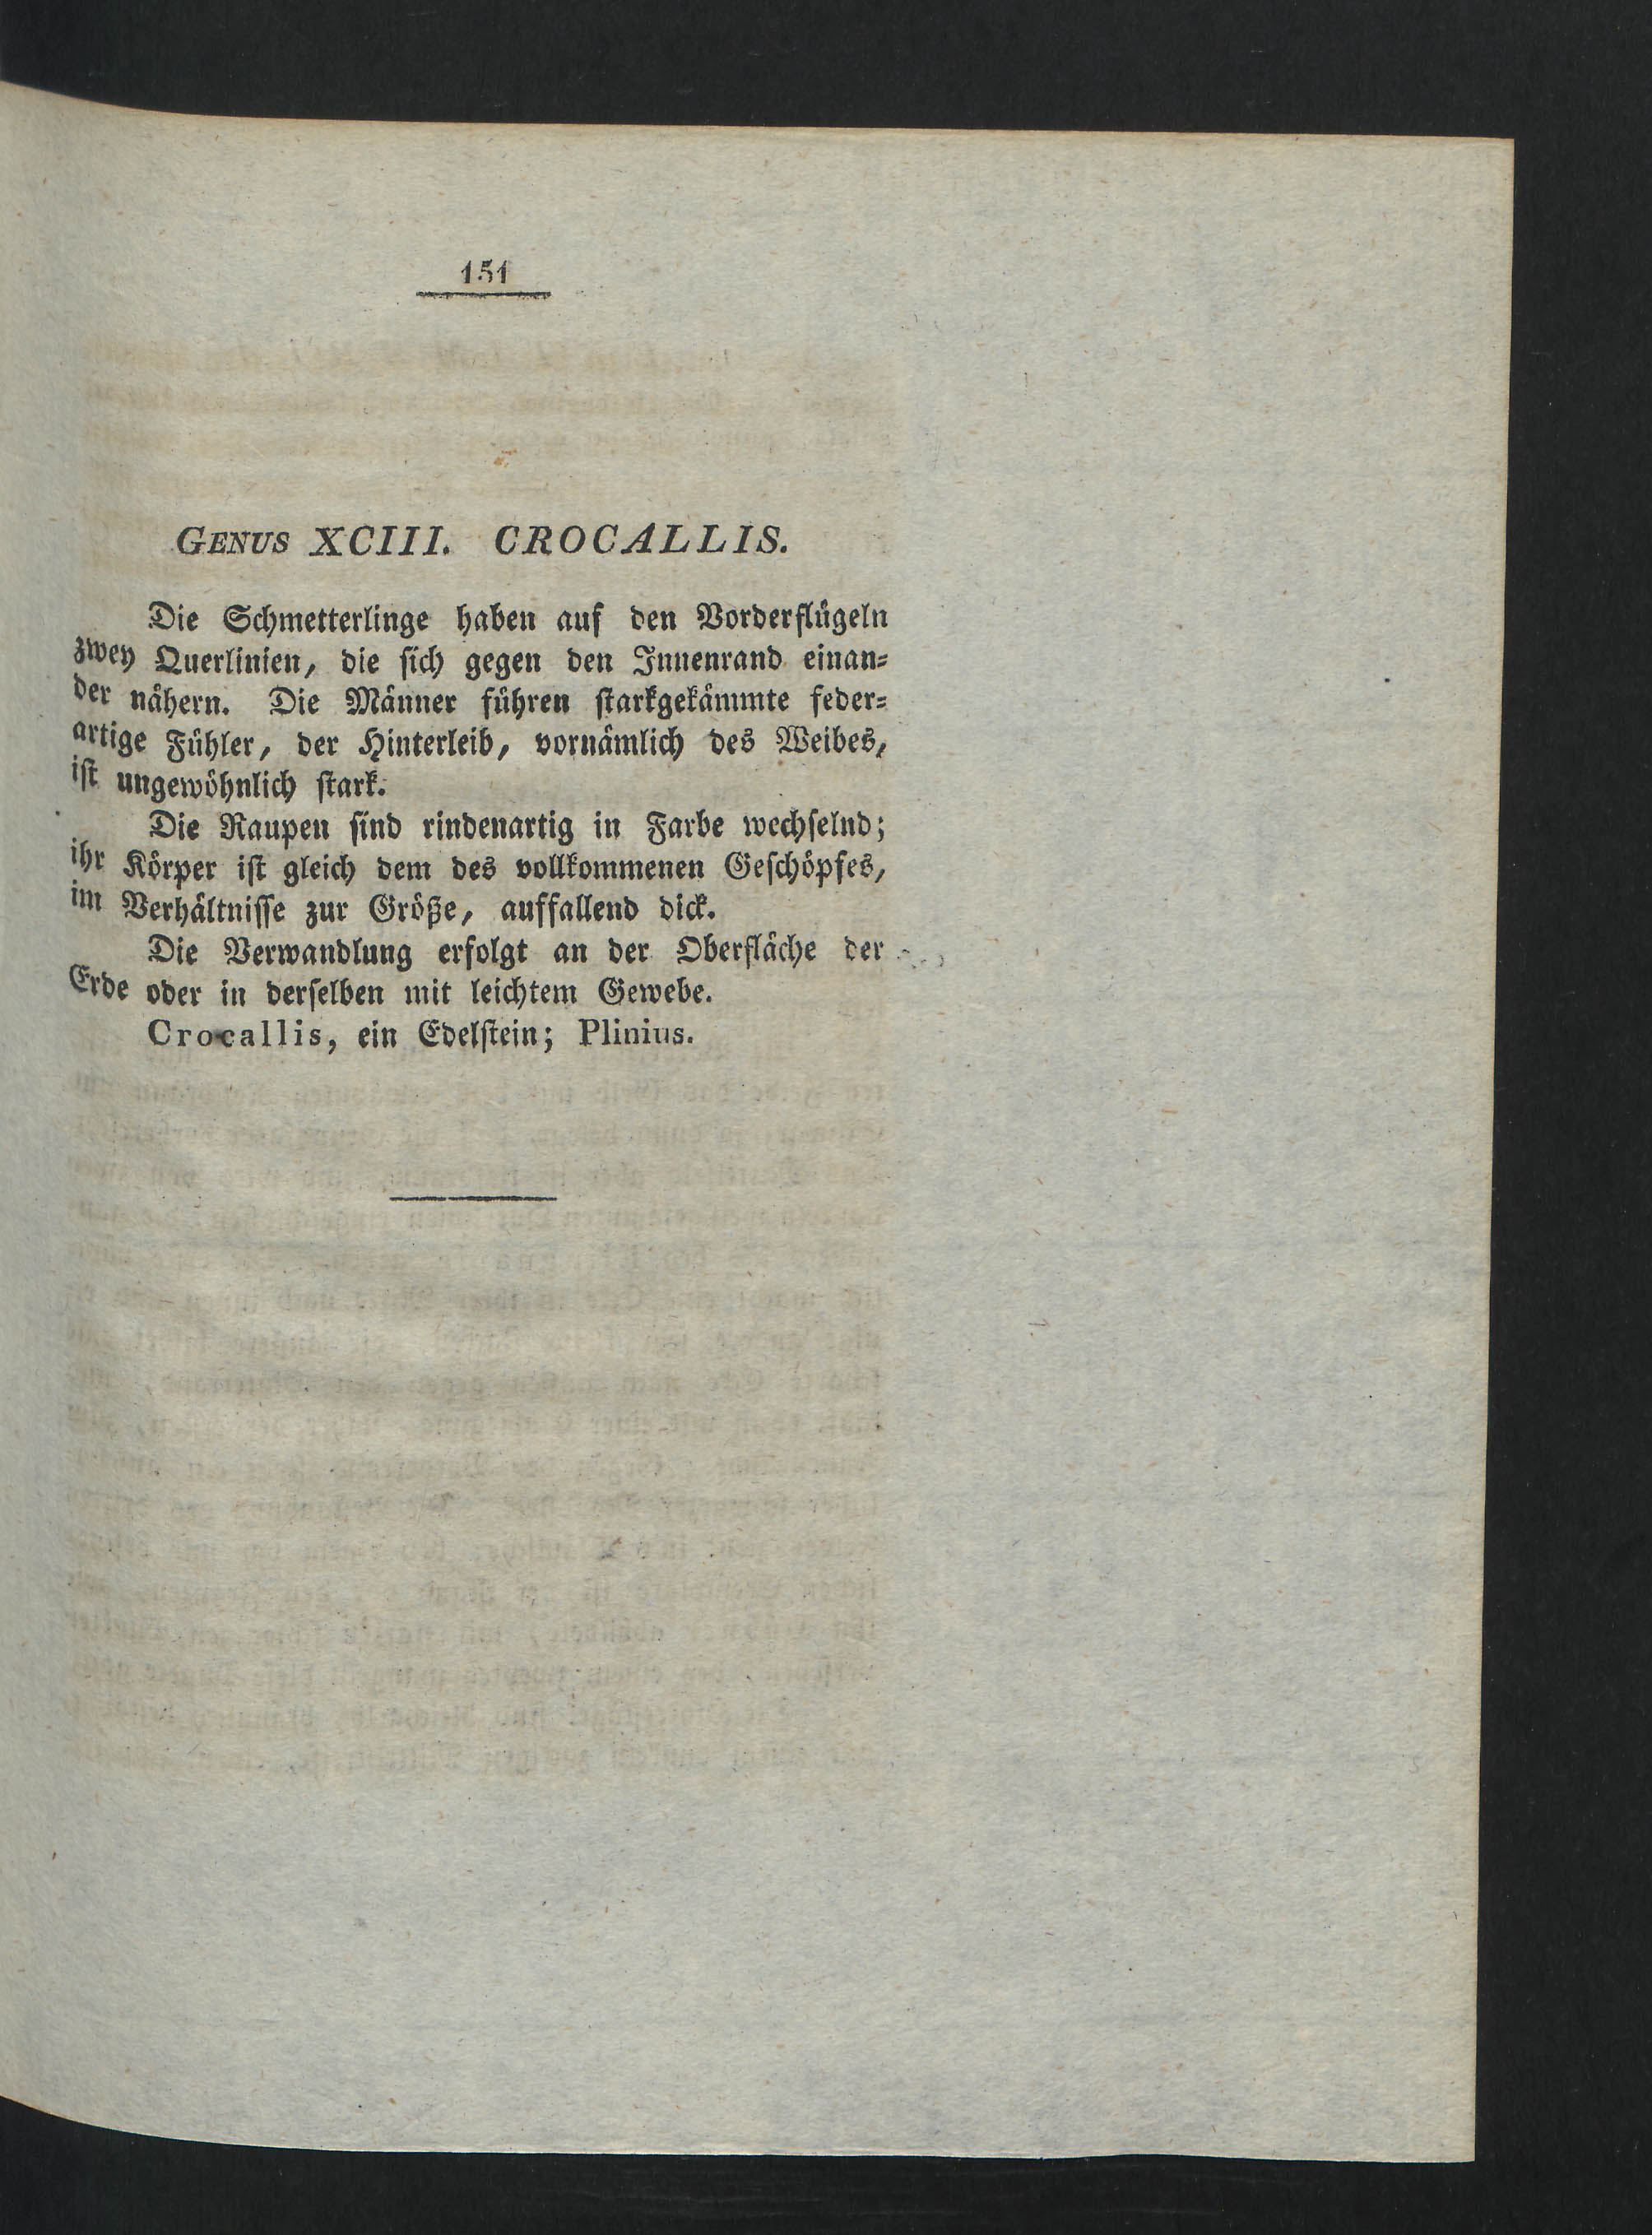 151
GENUS XCIII. CROCALLIS.
Die Schmetterlinge haben auf den Vorderflügeln
zwey Querlinien, die sich gegen den Innenrand einan-
der nähern. Die Männer führen starkgekämmte feder-
artige Fühler, der Hinterleib, vornämlich des Weibes,
ist ungewöhnlich stark.
Die Raupen sind rindenartig in Farbe wechselnd;
ihr Körper ist gleich dem des vollkommenen Geschöpfes,
im Verhältnisse zur Größe, auffallend dick.
Die Verwandlung erfolgt an der Oberfläche der
Erde oder in derselben mit leichtem Gewebe.
Crocallis, ein Edelstein; Plinius.